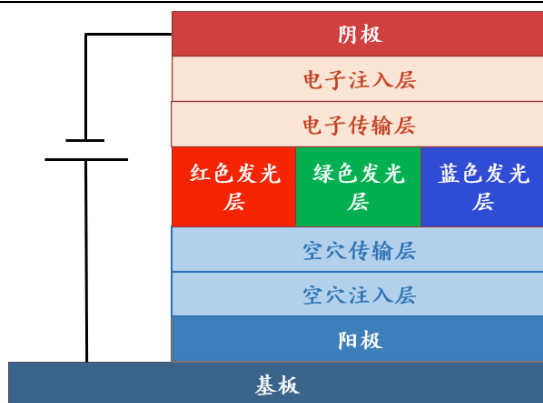 阴极
电子注入层
电子传输层
红色发光
层
绿色发光
层
蓝色发光
层
空穴传输层
空穴注入层
阳极
基板